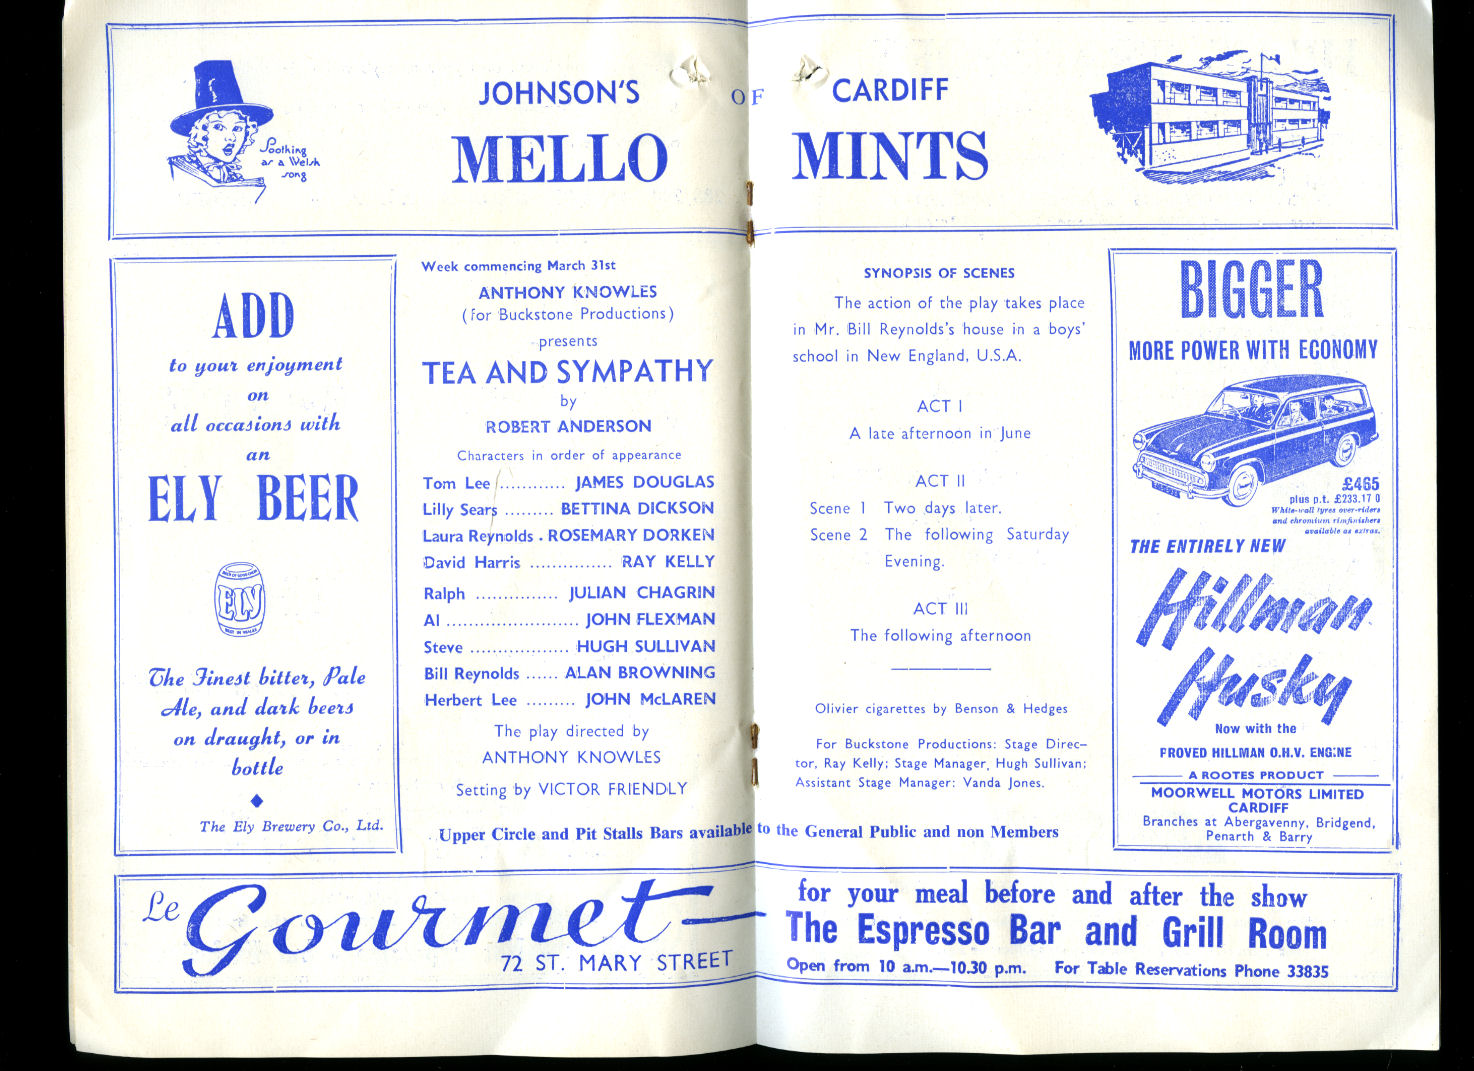 JOHNSON'S OF CARDIFF
MELLO MINTS
Soothing
as a Welsh
song
ADD
to your enjoyment
on
all occasions with
an
ELY BEER
ELY
The Finest bitter, Pale
Ale, and dark beers
on draught, or in
bottle
The Ely Brewery Co., Ltd.
Week commencing March 31st
ANTHONY KNOWLES
(for Buckstone Productions)
presents
TEA AND SYMPATHY
by
ROBERT ANDERSON
Characters in order of appearance
Tom Lee ............ JAMES DOUGLAS
Lilly Sears ......... BETTINA DICKSON
Laura Reynolds . ROSEMARY DORKEN
David Harris ............... RAY KELLY
Ralph ............... JULIAN CHAGRIN
Al ........................ JOHN FLEXMAN
Steve .................. HUGH SULLIVAN
Bill Reynolds ...... ALAN BROWNING
Herbert Lee ......... JOHN McLAREN
The play directed by
ANTHONY KNOWLES
Setting by VICTOR FRIENDLY
SYNOPSIS OF SCENES
The action of the play takes place
in Mr. Bill Reynolds's house in a boys'
school in New England, U.S.A.
ACT I
A late afternoon in June
ACT II
Scene 1 Two days later.
Scene 2 The following Saturday
Evening.
ACT III
The following afternoon
Olivier cigarettes by Benson & Hedges
For Buckstone Productions: Stage Direc-
tor, Ray Kelly; Stage Manager, Hugh Sullivan;
Assistant Stage Manager: Vanda Jones.
Upper Circle and Pit Stalls Bars available to the General Public and non Members
BIGGER
MORE POWER WITH ECONOMY
£465
plus p.t. £233.17 0
White-wall tyres over-riders
and chromium rimfinishers
available as extras.
THE ENTIRELY NEW
Hillman
Husky
Now with the
PROVED HILLMAN O.H.V. ENGINE
A ROOTES PRODUCT
MOORWELL MOTORS LIMITED
CARDIFF
Branches at Abergavenny, Bridgend,
Penarth & Barry
Le Gourmet
72 ST. MARY STREET
for your meal before and after the show
The Espresso Bar and Grill Room
Open from 10 a.m.—10.30 p.m. For Table Reservations Phone 33835